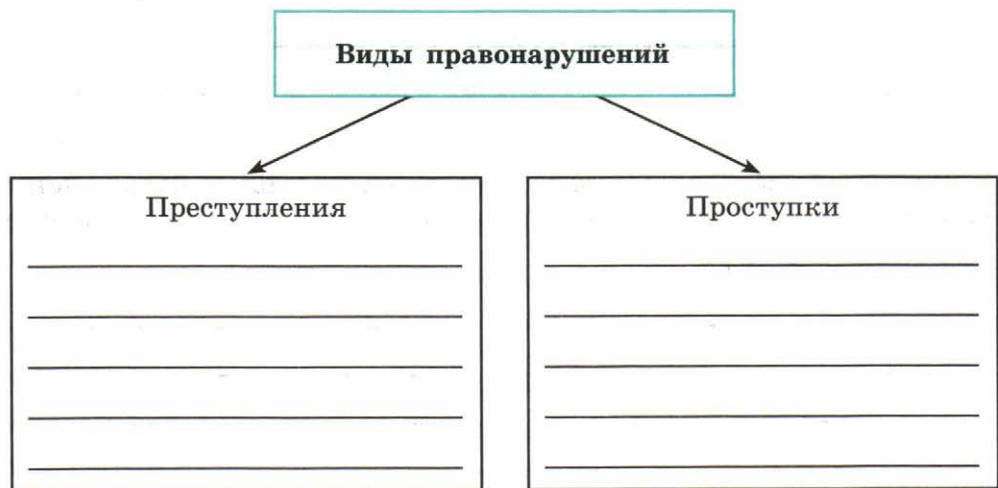 Виды правонарушений
Преступления
Проступки